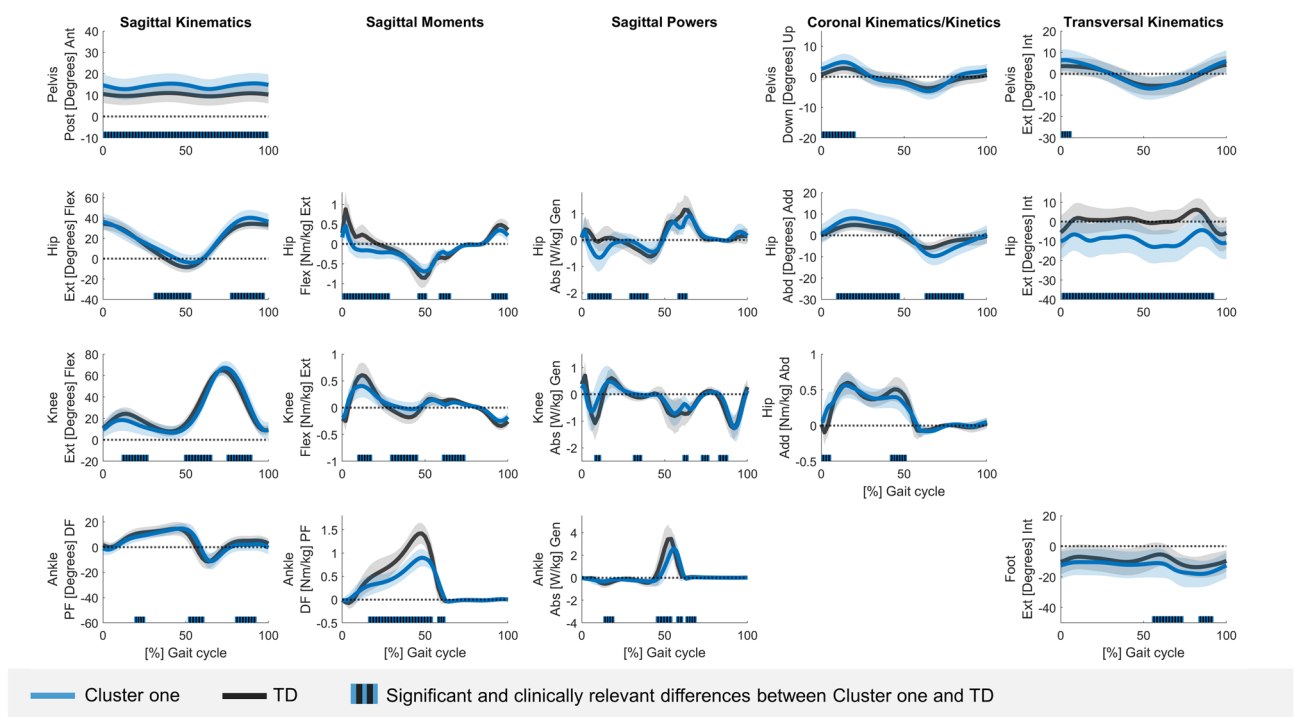 Sagittal Kinematics
Sagittal Moments
Sagittal Powers
Coronal Kinematics/Kinetics
Transversal Kinematics
Pelvis
Post [Degrees] Ant
40
30
20
10
0
-10
0
50
100
Pelvis
Down [Degrees] Up
10
0
-10
-20
0
50
100
Pelvis
Ext [Degrees] Int
20
10
0
-10
-20
-30
0
50
100
Hip
Ext [Degrees] Flex
60
40
20
0
-20
-40
0
50
100
Hip
Flex [Nm/kg] Ext
1
0.5
0
-0.5
-1
0
50
100
Hip
Abs [W/kg] Gen
1
0
-1
-2
0
50
100
Hip
Abd [Degrees] Add
20
10
0
-10
-20
-30
0
50
100
Hip
Ext [Degrees] Int
10
0
-10
-20
-30
-40
0
50
100
Knee
Ext [Degrees] Flex
80
60
40
20
0
-20
0
50
100
Knee
Flex [Nm/kg] Ext
1
0.5
0
-0.5
-1
0
50
100
Knee
Abs [W/kg] Gen
1
0
-1
-2
0
50
100
Hip
Add [Nm/kg] Abd
1
0.5
0
-0.5
0
50
100
[%] Gait cycle
Ankle
PF [Degrees] DF
20
0
-20
-40
-60
0
50
100
[%] Gait cycle
Ankle
DF [Nm/kg] PF
1.5
1
0.5
0
-0.5
0
50
100
[%] Gait cycle
Ankle
Abs [W/kg] Gen
4
2
0
-2
-4
0
50
100
[%] Gait cycle
Foot
Ext [Degrees] Int
20
0
-20
-40
0
50
100
[%] Gait cycle
Cluster one
TD
Significant and clinically relevant differences between Cluster one and TD